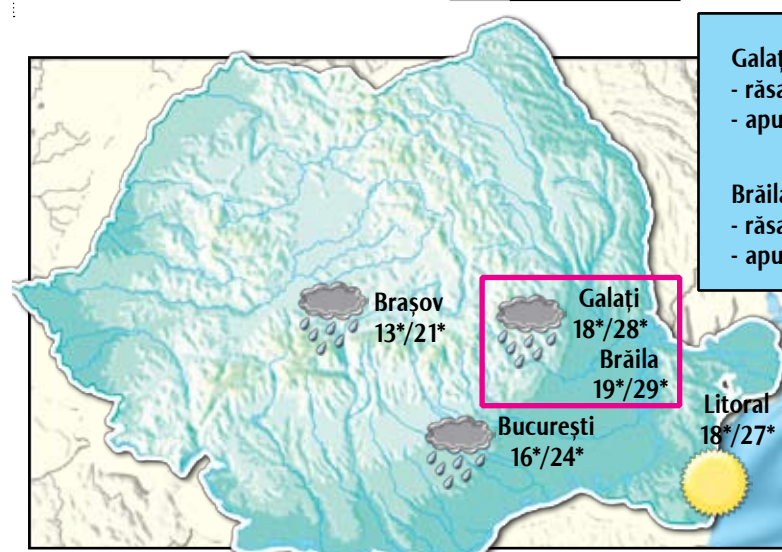 Galaț
- răsa
- apu
Brăila
- răsa
- apu
Brașov
13*/21*
Galați
18*/28*
Brăila
19*/29*
Litoral
18*/27*
București
16*/24*